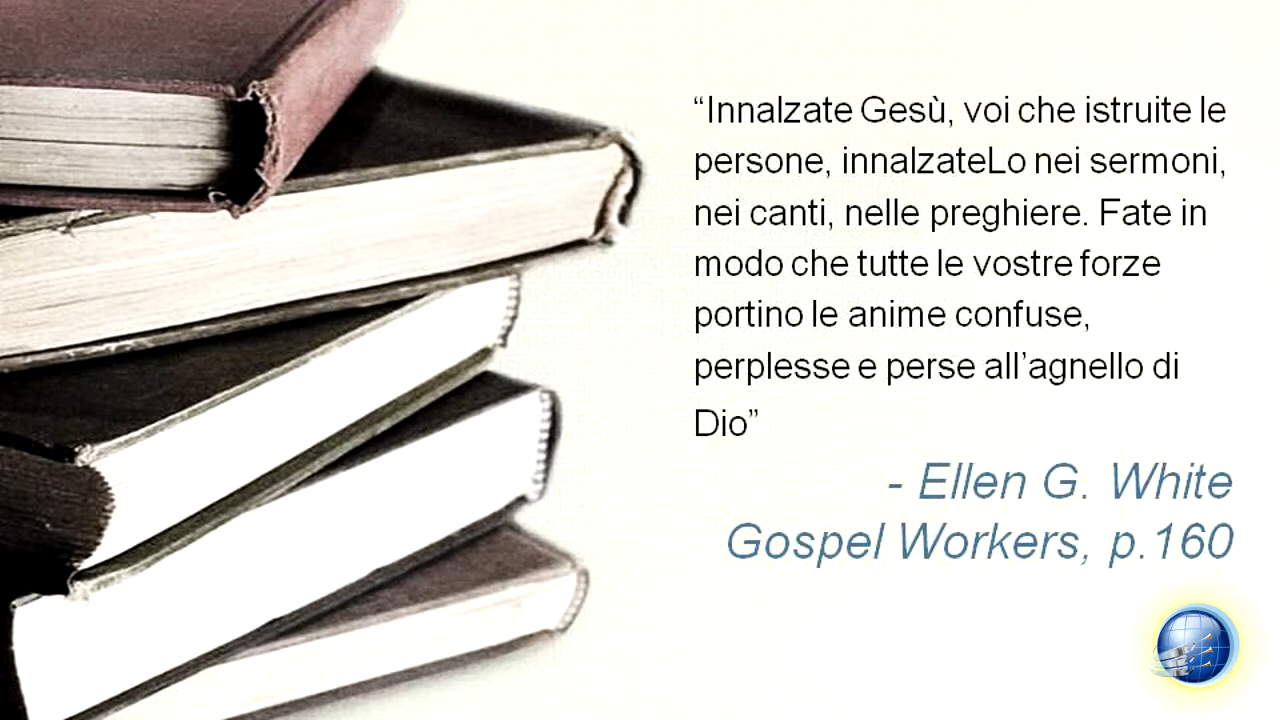 “Innalzate Gesù, voi che istruite le
persone, innalzateLo nei sermoni,
nei canti, nelle preghiere. Fate in
modo che tutte le vostre forze
portino le anime confuse,
perplesse e perse all’agnello di
Dio”
- Ellen G. White
Gospel Workers, p.160